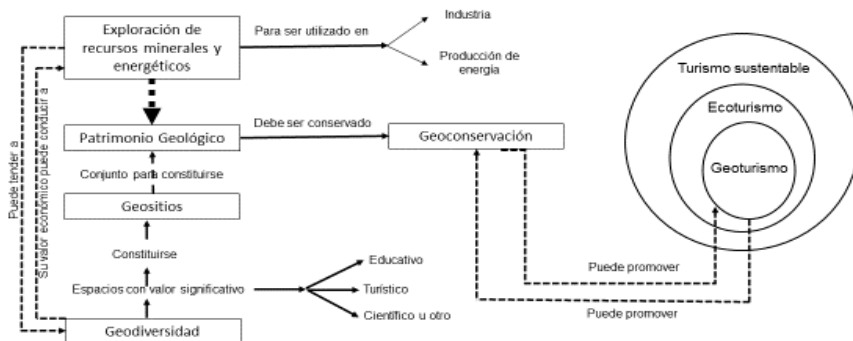 Exploración de
recursos minerales y
energéticos
Para ser utilizado en
Industria
Producción de
energía
Patrimonio Geológico
Debe ser conservado
Geoconservación
Conjunto para constituirse
Geositios
Constituirse
Espacios con valor significativo
Educativo
Turístico
Científico u otro
Geodiversidad
Puede tender a
Su valor económico puede conducir a
Turismo sustentable
Ecoturismo
Geoturismo
Puede promover
Puede promover